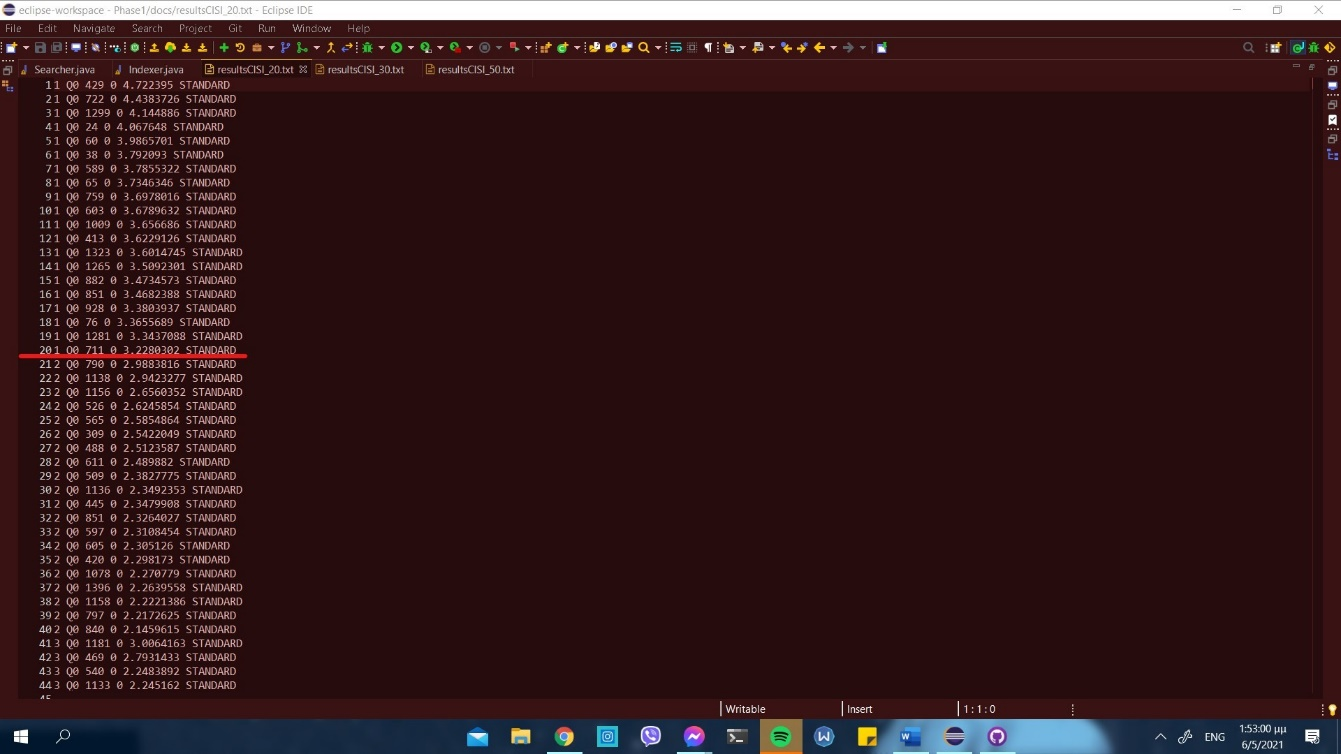 eclipse-workspace - Phase1/docs/resultsCISI_20.txt - Eclipse IDE
File Edit Navigate Search Project Git Run Window Help
Searcher.java Indexer.java resultsCISI_20.txt resultsCISI_30.txt resultsCISI_50.txt
1 1 Q0 429 0 4.722395 STANDARD
2 1 Q0 722 0 4.4383726 STANDARD
3 1 Q0 1299 0 4.144886 STANDARD
4 1 Q0 24 0 4.067648 STANDARD
5 1 Q0 60 0 3.9865701 STANDARD
6 1 Q0 38 0 3.792093 STANDARD
7 1 Q0 589 0 3.7855322 STANDARD
8 1 Q0 65 0 3.7346346 STANDARD
9 1 Q0 759 0 3.6978016 STANDARD
10 1 Q0 603 0 3.6789632 STANDARD
11 1 Q0 1009 0 3.656686 STANDARD
12 1 Q0 413 0 3.6229126 STANDARD
13 1 Q0 1323 0 3.6014745 STANDARD
14 1 Q0 1265 0 3.5092301 STANDARD
15 1 Q0 882 0 3.4734573 STANDARD
16 1 Q0 851 0 3.4682388 STANDARD
17 1 Q0 928 0 3.3803937 STANDARD
18 1 Q0 76 0 3.3655689 STANDARD
19 1 Q0 1281 0 3.3437088 STANDARD
20 1 Q0 711 0 3.2280302 STANDARD
21 2 Q0 790 0 2.9883816 STANDARD
22 2 Q0 1138 0 2.9423277 STANDARD
23 2 Q0 1156 0 2.6560352 STANDARD
24 2 Q0 526 0 2.6245854 STANDARD
25 2 Q0 565 0 2.5854864 STANDARD
26 2 Q0 309 0 2.5422049 STANDARD
27 2 Q0 488 0 2.5123587 STANDARD
28 2 Q0 611 0 2.489882 STANDARD
29 2 Q0 509 0 2.3827775 STANDARD
30 2 Q0 1136 0 2.3492353 STANDARD
31 2 Q0 445 0 2.3479908 STANDARD
32 2 Q0 851 0 2.3264027 STANDARD
33 2 Q0 597 0 2.3108454 STANDARD
34 2 Q0 605 0 2.305126 STANDARD
35 2 Q0 420 0 2.298173 STANDARD
36 2 Q0 1078 0 2.270779 STANDARD
37 2 Q0 1396 0 2.2639558 STANDARD
38 2 Q0 1158 0 2.2221386 STANDARD
39 2 Q0 797 0 2.2172625 STANDARD
40 2 Q0 840 0 2.1459615 STANDARD
41 3 Q0 1181 0 3.0064163 STANDARD
42 3 Q0 469 0 2.7931433 STANDARD
43 3 Q0 540 0 2.2483892 STANDARD
44 3 Q0 1133 0 2.245162 STANDARD
Writable Insert 1 : 1 : 0
ENG 1:53:00 μμ
6/5/2021